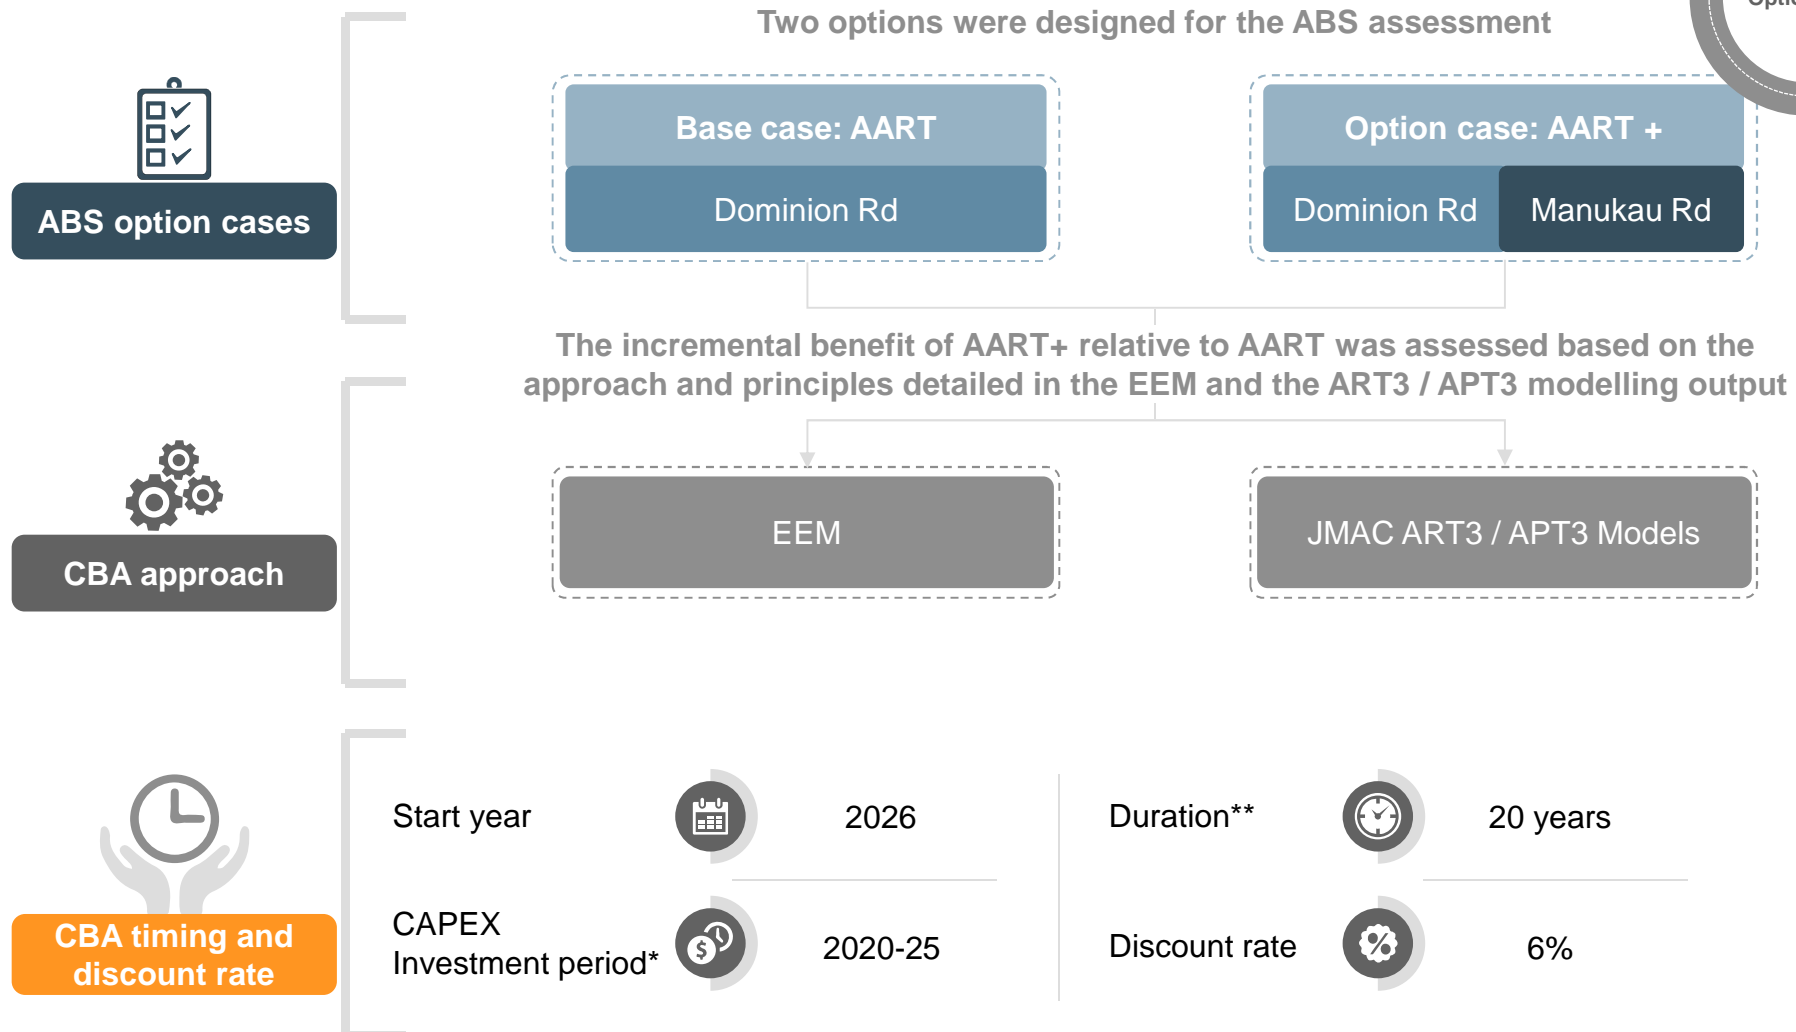 Two options were designed for the ABS assessment
Base case: AART
Dominion Rd
Option case: AART +
Dominion Rd
Manukau Rd
ABS option cases
The incremental benefit of AART+ relative to AART was assessed based on the
approach and principles detailed in the EEM and the ART3 / APT3 modelling output
EEM
JMAC ART3 / APT3 Models
CBA approach
Start year
2026
Duration**
20 years
CAPEX
Investment period*
2020-25
Discount rate
6%
CBA timing and
discount rate